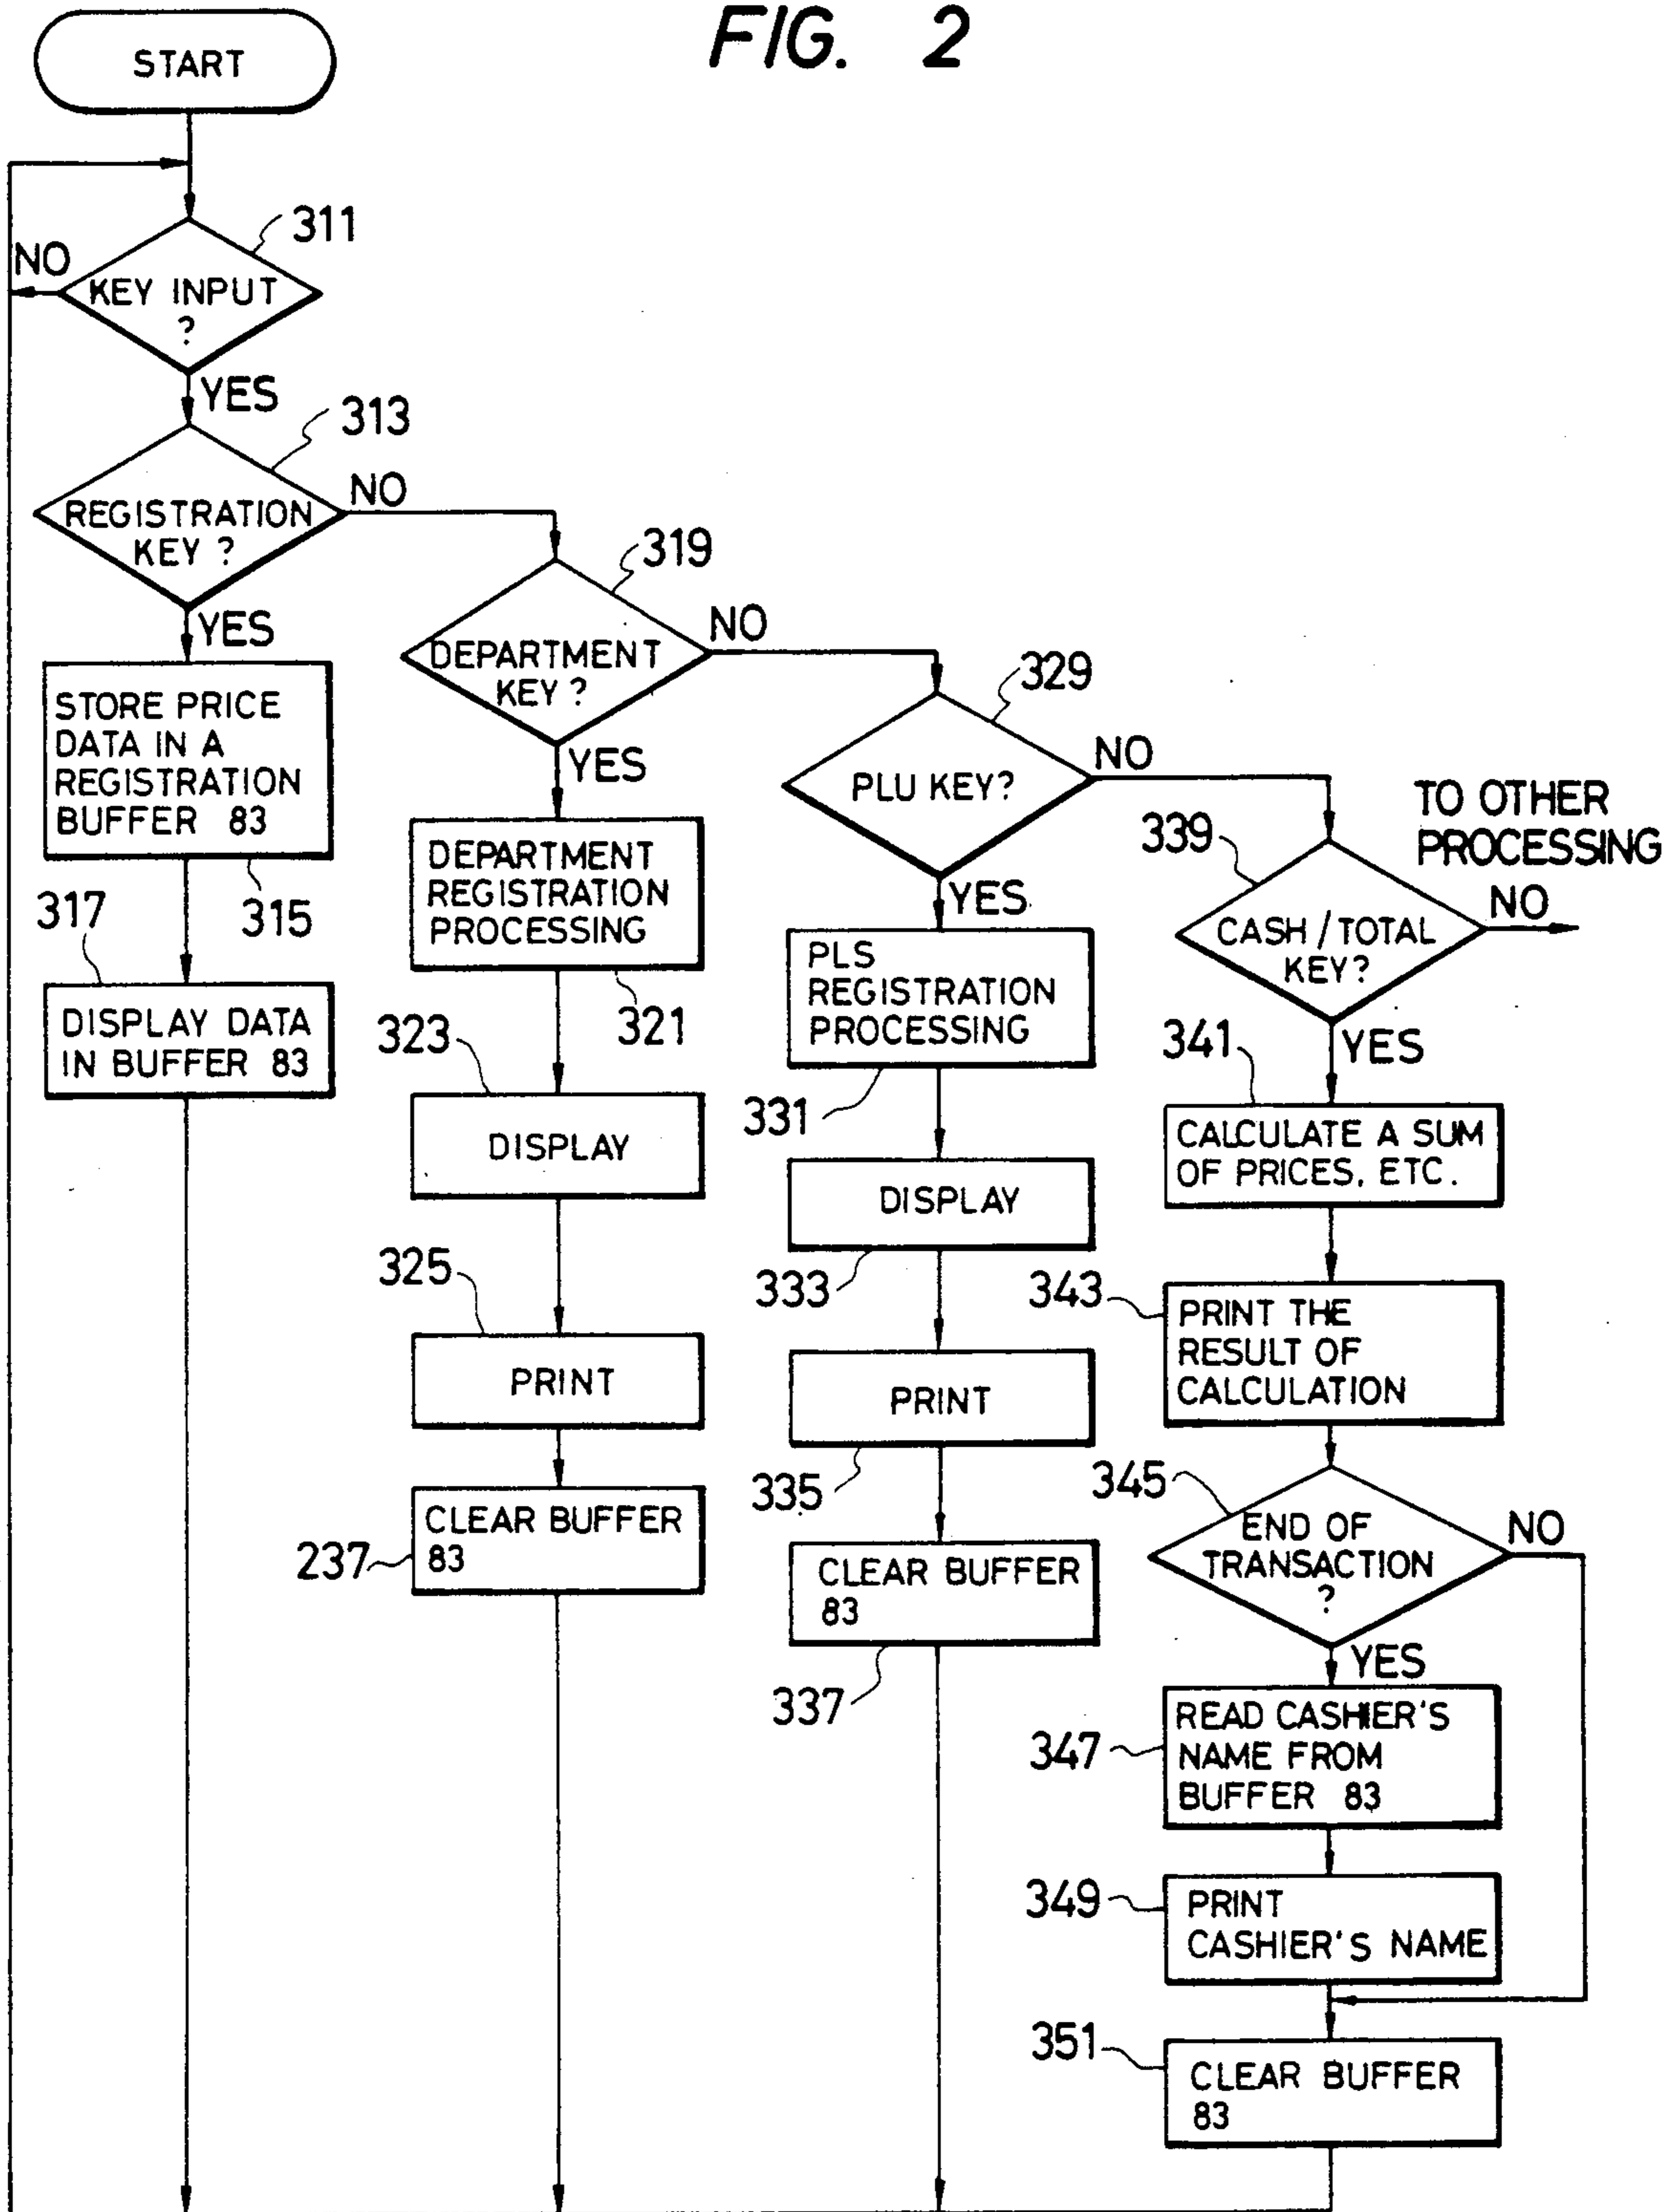 FIG. 2
START
311
NO
KEY INPUT
?
YES
313
REGISTRATION
KEY?
NO
YES
319
DEPARTMENT
KEY?
NO
YES
329
PLU KEY?
NO
YES
339
TO OTHER
PROCESSING
CASH / TOTAL
KEY?
NO
YES
STORE PRICE
DATA IN A
REGISTRATION
BUFFER 83
315
317
DISPLAY DATA
IN BUFFER 83
DEPARTMENT
REGISTRATION
PROCESSING
321
323
DISPLAY
325
PRINT
237
CLEAR BUFFER
83
PLS
REGISTRATION
PROCESSING
331
DISPLAY
333
PRINT
335
CLEAR BUFFER
83
337
341
CALCULATE A SUM
OF PRICES, ETC.
343
PRINT THE
RESULT OF
CALCULATION
345
END OF
TRANSACTION
?
NO
YES
347
READ CASHIER'S
NAME FROM
BUFFER 83
349
PRINT
CASHIER'S NAME
351
CLEAR BUFFER
83